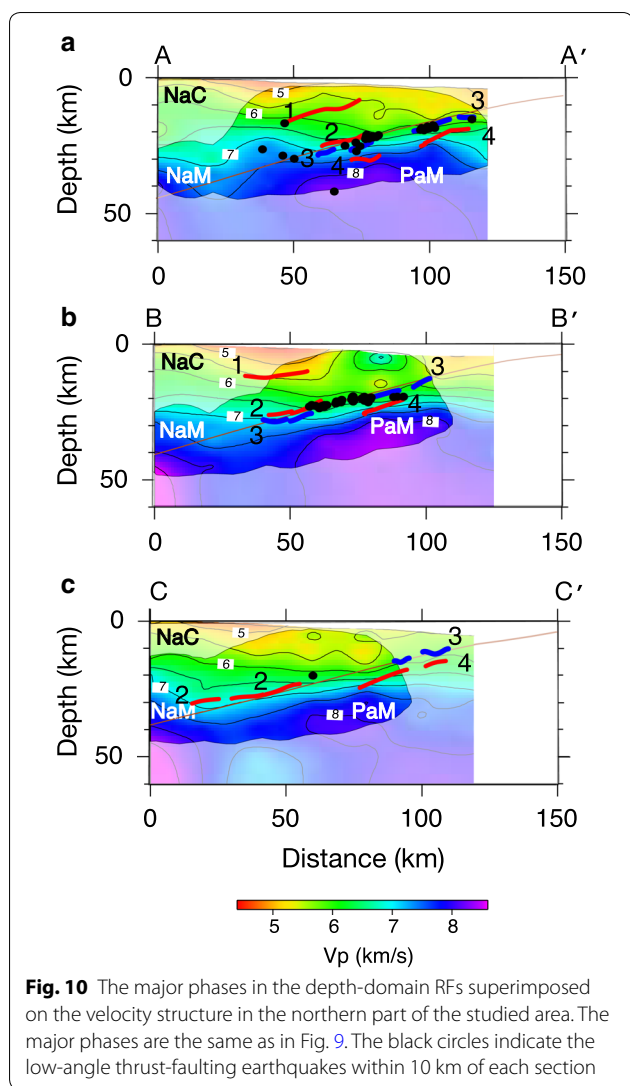 a
A A′
0
NaC
5
1
6
3
2
4
7
3
4
8
NaM
PaM
50
Depth (km)
0 50 100 150
b
B B′
0
NaC
5
1
3
6
2
4
7
8
NaM
PaM
3
50
Depth (km)
0 50 100 150
c
C C′
0
NaC
5
3
6
4
7
2
2
NaM
8
PaM
50
Depth (km)
0 50 100 150
Distance (km)
5 6 7 8
Vp (km/s)
Fig. 10 The major phases in the depth-domain RFs superimposed
on the velocity structure in the northern part of the studied area. The
major phases are the same as in Fig. 9. The black circles indicate the
low-angle thrust-faulting earthquakes within 10 km of each section